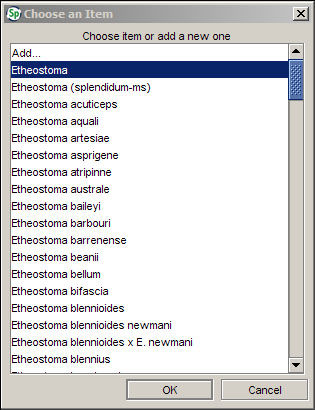 Sp Choose an Item
Choose item or add a new one
Add...
Etheostoma
Etheostoma (splendidum-ms)
Etheostoma acuticeps
Etheostoma aquali
Etheostoma artesiae
Etheostoma asprigene
Etheostoma atripinne
Etheostoma australe
Etheostoma baileyi
Etheostoma barbouri
Etheostoma barrenense
Etheostoma beanii
Etheostoma bellum
Etheostoma bifascia
Etheostoma blennioides
Etheostoma blennioides newmani
Etheostoma blennioides x E. newmani
Etheostoma blennius
OK Cancel